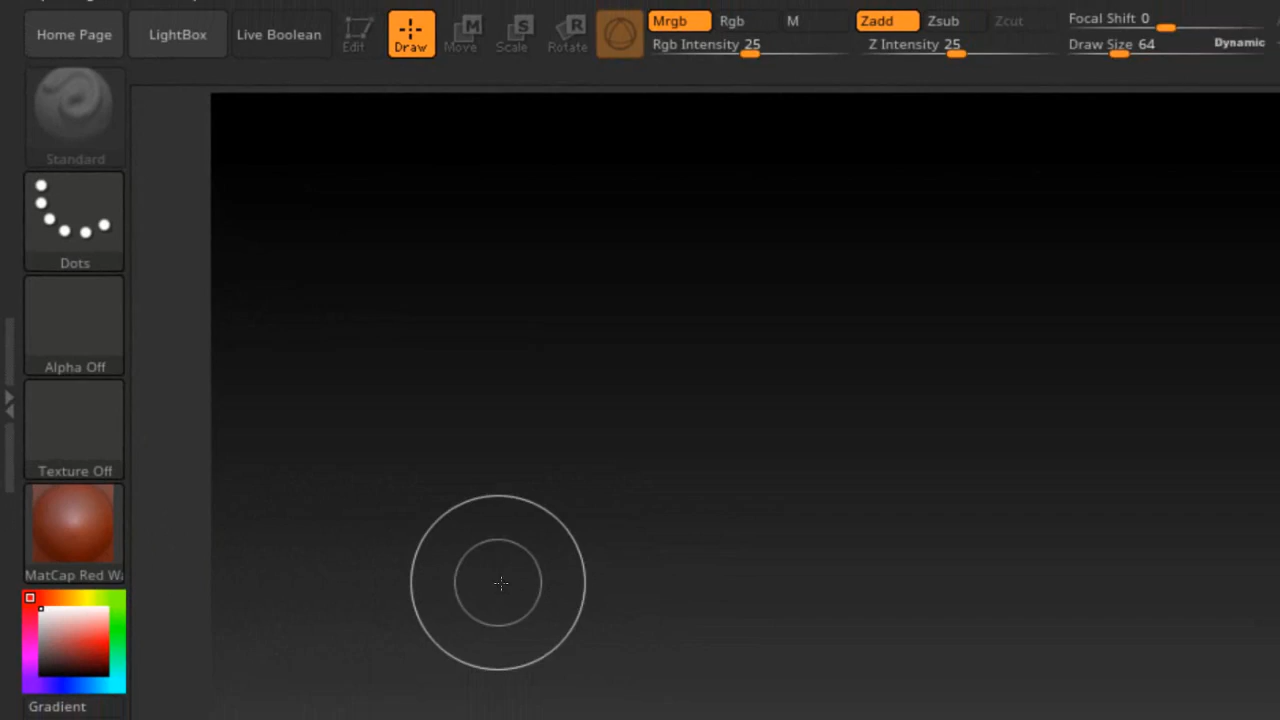 Home Page
LightBox
Live Boolean
Edit
Draw
Move
Scale
Rotate
Mrgb
Rgb
M
Rgb Intensity 25
Zadd
Zsub
Zcut
Z Intensity 25
Focal Shift 0
Draw Size 64
Dynamic
Standard
Dots
Alpha Off
Texture Off
MatCap Red Wa
Gradient